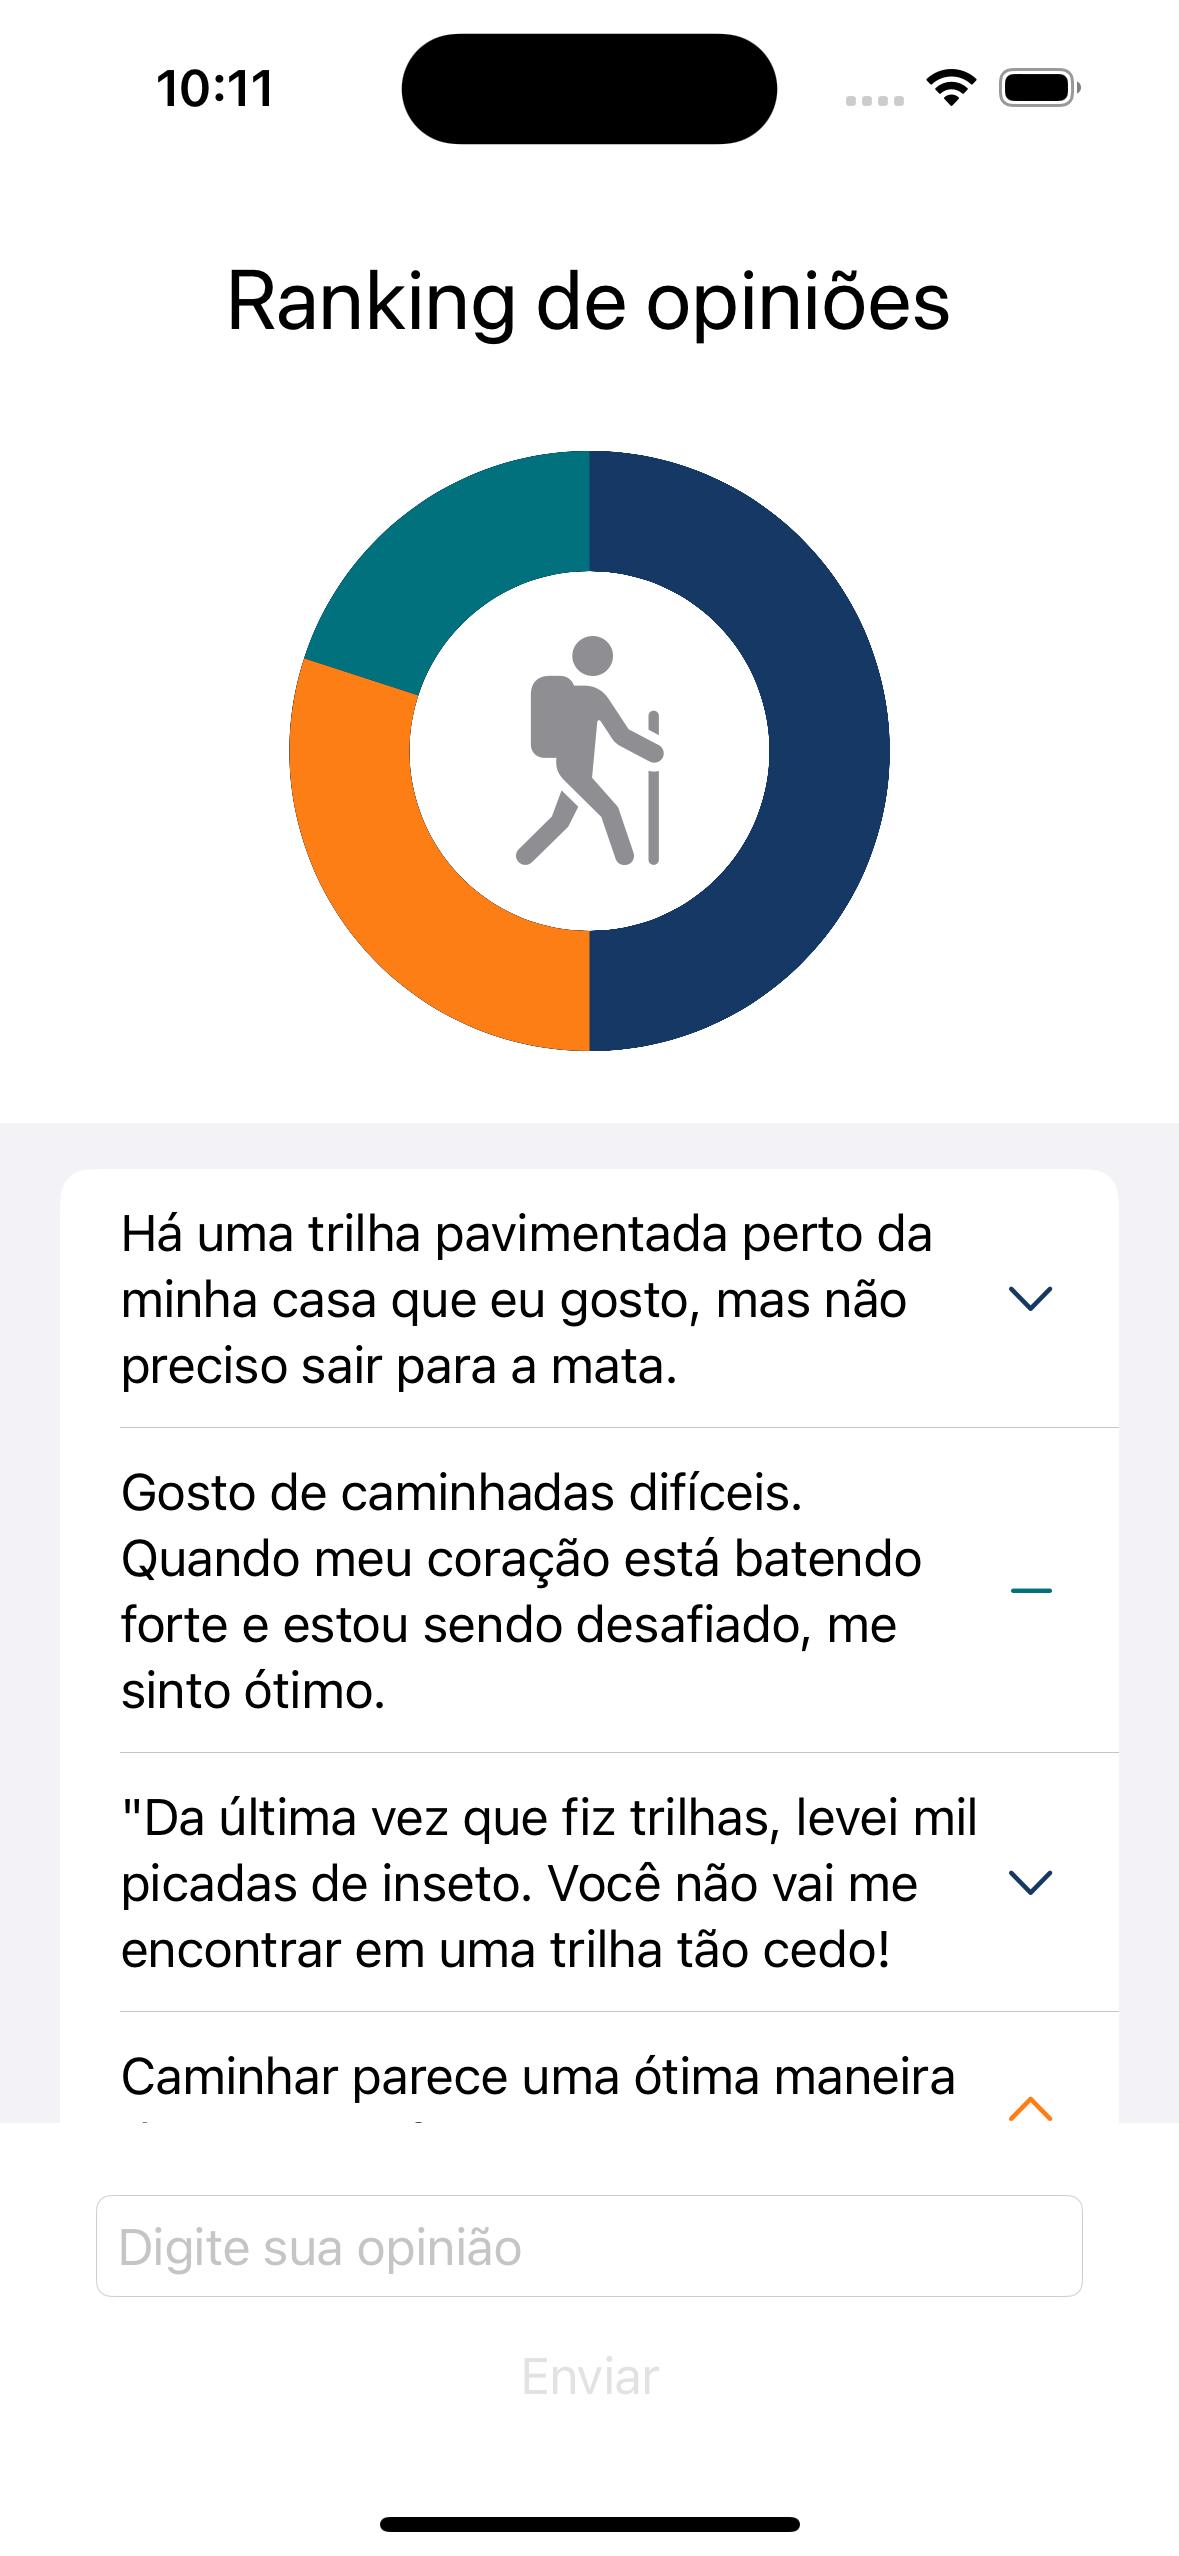 10:11
Ranking de opiniões
Há uma trilha pavimentada perto da
minha casa que eu gosto, mas não
preciso sair para a mata.
Gosto de caminhadas difíceis.
Quando meu coração está batendo
forte e estou sendo desafiado, me
sinto ótimo.
"Da última vez que fiz trilhas, levei mil
picadas de inseto. Você não vai me
encontrar em uma trilha tão cedo!
Caminhar parece uma ótima maneira
Digite sua opinião
Enviar